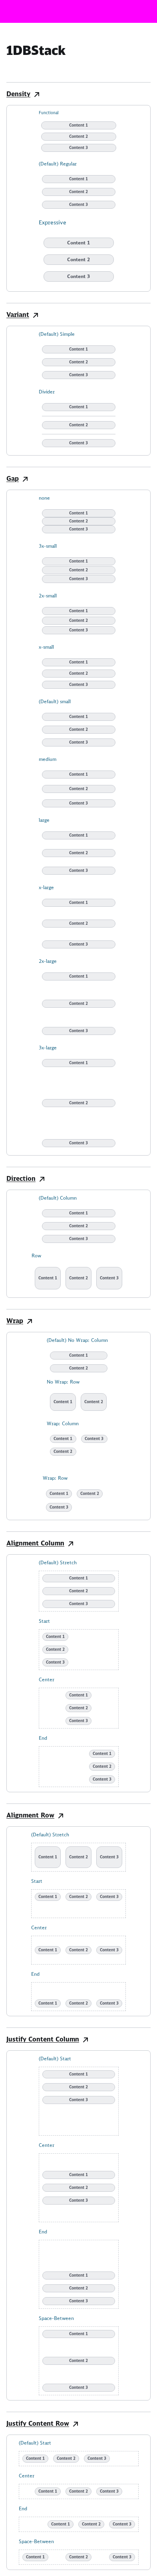 1DBStack
Density
Functional
Content 1
Content 2
Content 3
(Default) Regular
Content 1
Content 2
Content 3
Expressive
Content 1
Content 2
Content 3
Variant
(Default) Simple
Content 1
Content 2
Content 3
Divider
Content 1
Content 2
Content 3
Gap
none
Content 1
Content 2
Content 3
3x-small
Content 1
Content 2
Content 3
2x-small
Content 1
Content 2
Content 3
x-small
Content 1
Content 2
Content 3
(Default) small
Content 1
Content 2
Content 3
medium
Content 1
Content 2
Content 3
large
Content 1
Content 2
Content 3
x-large
Content 1
Content 2
Content 3
2x-large
Content 1
Content 2
Content 3
3x-large
Content 1
Content 2
Content 3
Direction
(Default) Column
Content 1
Content 2
Content 3
Row
Content 1 Content 2 Content 3
Wrap
(Default) No Wrap: Column
Content 1
Content 2
No Wrap: Row
Content 1 Content 2
Wrap: Column
Content 1 Content 3
Content 2
Wrap: Row
Content 1 Content 2
Content 3
Alignment Column
(Default) Stretch
Content 1
Content 2
Content 3
Start
Content 1
Content 2
Content 3
Center
Content 1
Content 2
Content 3
End
Content 1
Content 2
Content 3
Alignment Row
(Default) Stretch
Content 1 Content 2 Content 3
Start
Content 1 Content 2 Content 3
Center
Content 1 Content 2 Content 3
End
Content 1 Content 2 Content 3
Justify Content Column
(Default) Start
Content 1
Content 2
Content 3
Center
Content 1
Content 2
Content 3
End
Content 1
Content 2
Content 3
Space-Between
Content 1
Content 2
Content 3
Justify Content Row
(Default) Start
Content 1 Content 2 Content 3
Center
Content 1 Content 2 Content 3
End
Content 1 Content 2 Content 3
Space-Between
Content 1 Content 2 Content 3